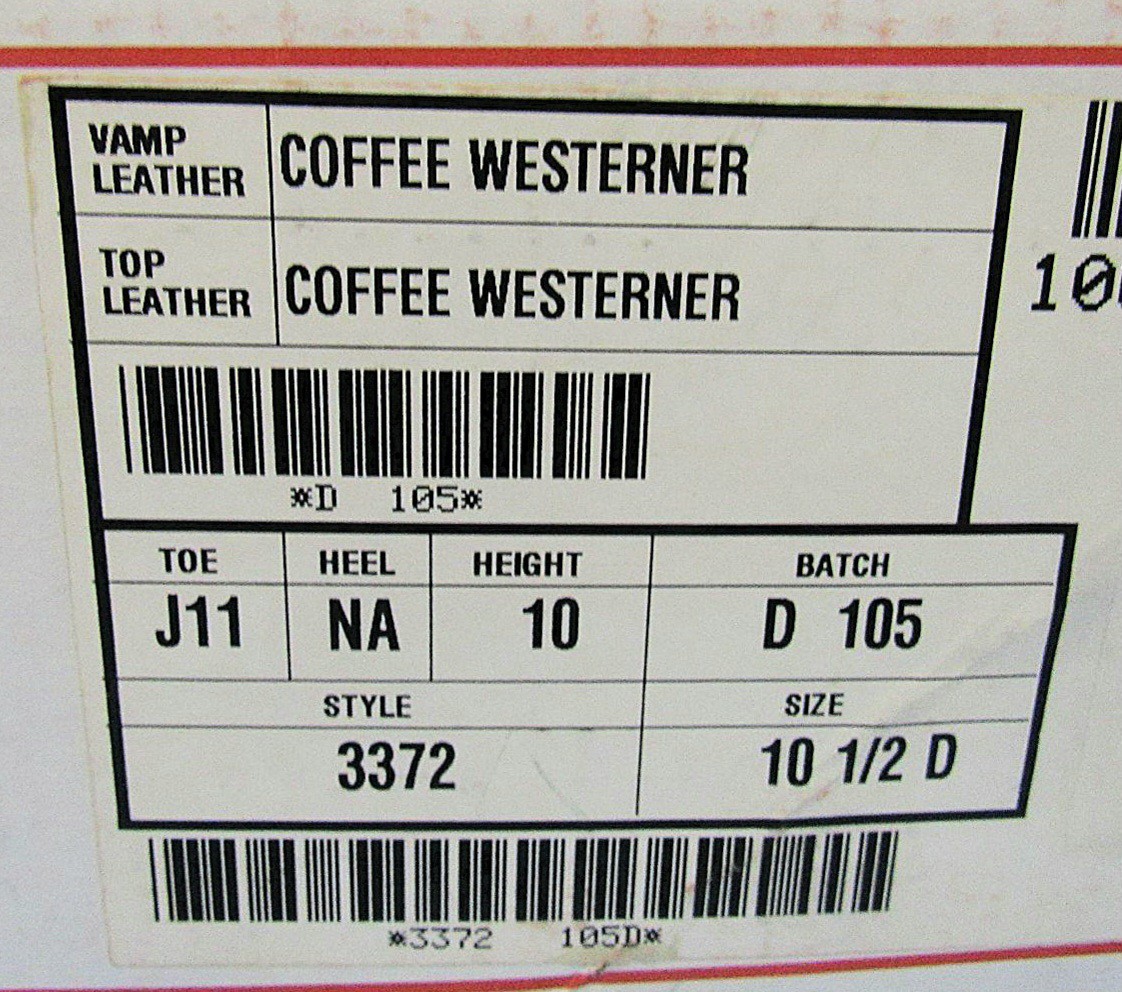 VAMP
LEATHER
COFFEE WESTERNER
TOP
LEATHER
COFFEE WESTERNER
*D 105*
TOE HEEL HEIGHT BATCH
J11 NA 10 D 105
STYLE SIZE
3372 10 1/2 D
*3372 105D*
10